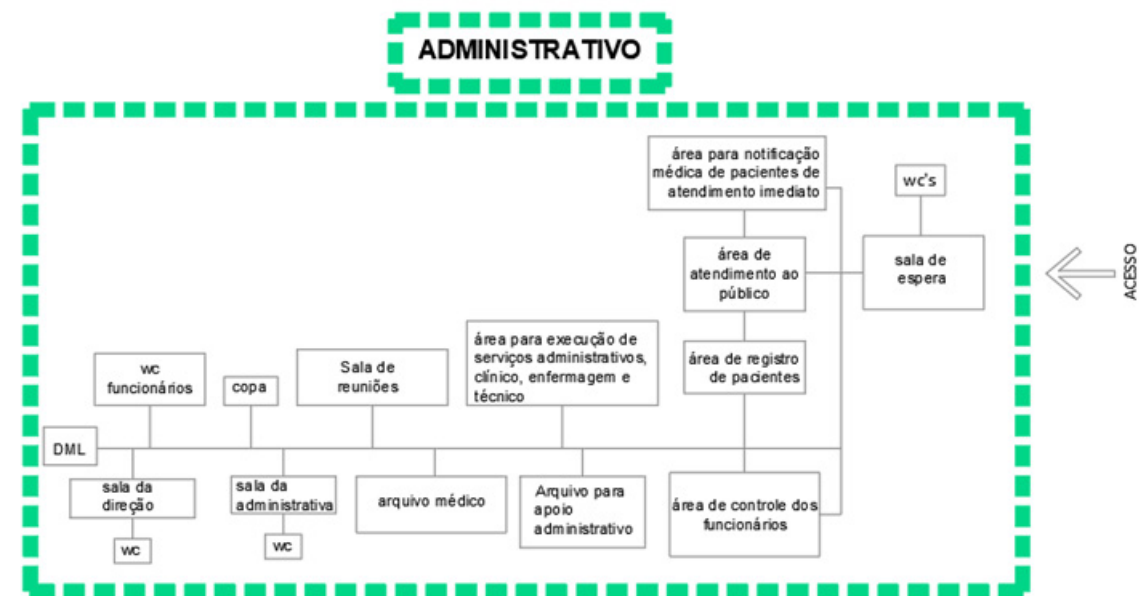 ADMINISTRATIVO
área para notificação
médica de pacientes de
atendimento imediato
wc's
área de
atendimento ao
público
sala de
espera
ACESSO
área para execução de
serviços administrativos,
clínico, enfermagem e
técnico
área de registro
de pacientes
wc
funcionários
copa
Sala de
reuniões
DML
sala da
direção
wc
sala da
administrativa
wc
arquivo médico
Arquivo para
apoio
administrativo
área de controle dos
funcionários